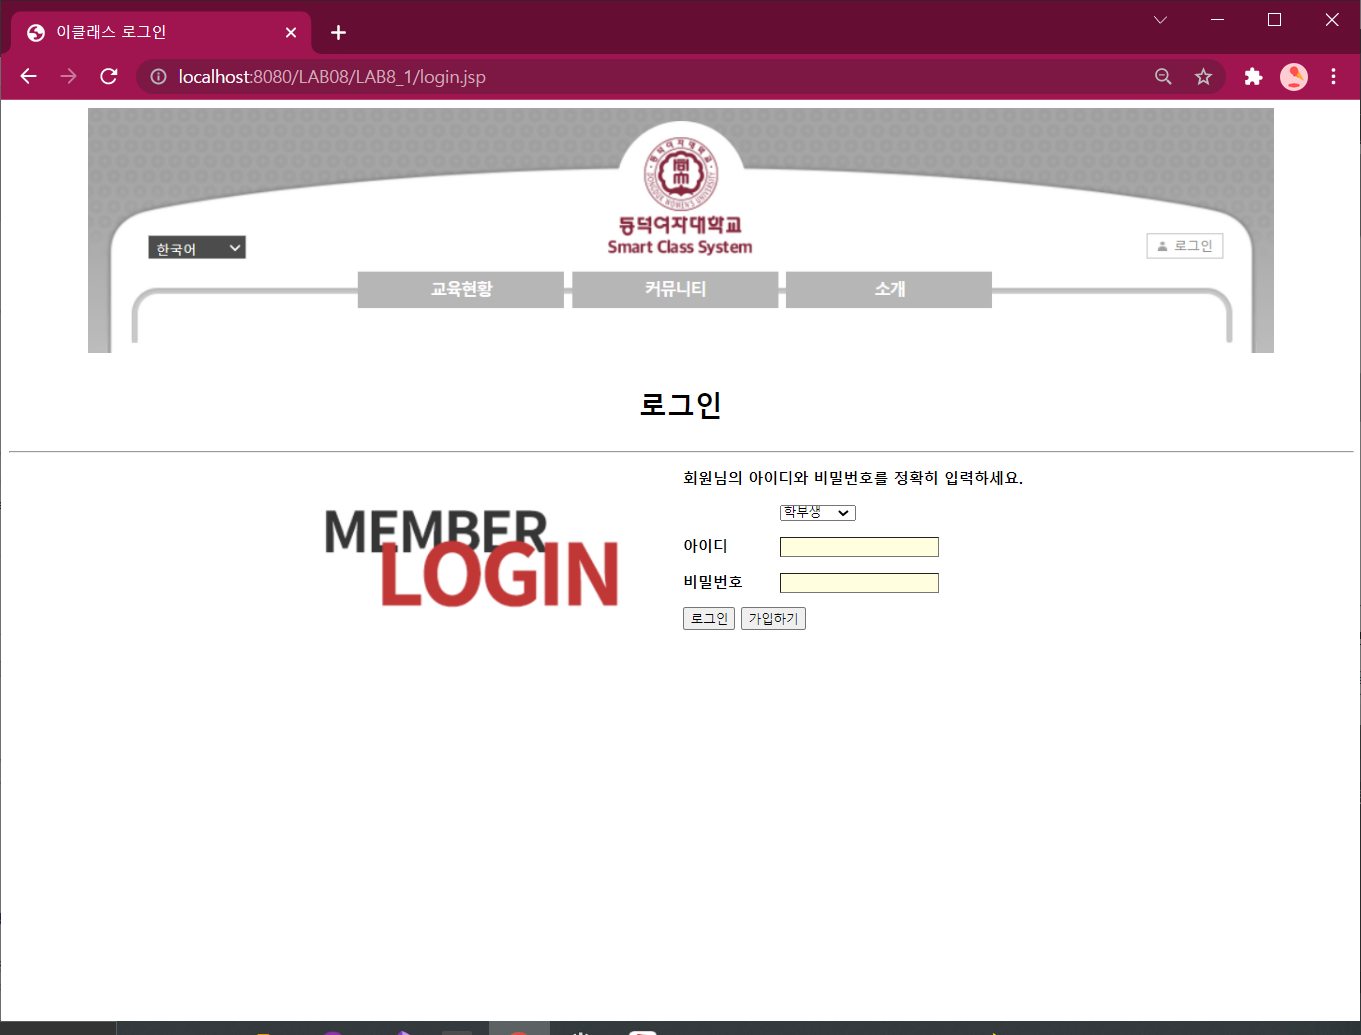 이클래스 로그인
localhost:8080/LAB08/LAB8_1/login.jsp
동덕여자대학교
Smart Class System
한국어
로그인
교육현황 커뮤니티 소개
로그인
회원님의 아이디와 비밀번호를 정확히 입력하세요.
MEMBER
LOGIN
학부생
아이디
비밀번호
로그인 가입하기